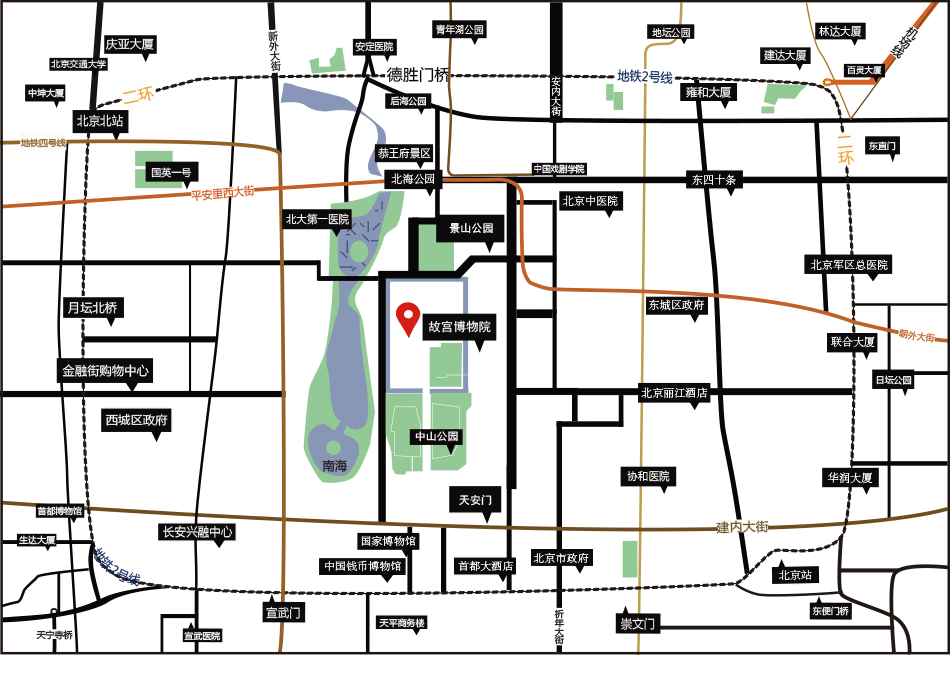 青年湖公园
地坛公园
林达大厦
机场线
新外大街
庆亚大厦
安定医院
建达大厦
北京交通大学
百灵大厦
德胜门桥
地铁2号线
中坤大厦
二环
安内大街
雍和大厦
后海公园
北京北站
地铁四号线
东直门
二环
恭王府景区
国英一号
中国戏剧学院
北海公园
东四十条
平安里西大街
北京中医院
北大第一医院
景山公园
北京军区总医院
月坛北桥
东城区政府
故宫博物院
朝外大街
联合大厦
金融街购物中心
日坛公园
北京丽江酒店
西城区政府
中山公园
南海
协和医院
华润大厦
天安门
首都博物馆
建内大街
长安兴融中心
生达大厦
国家博物馆
地铁2号线
北京市政府
中国钱币博物馆
首都大酒店
北京站
宣武门
东便门桥
祈年大街
天平商务楼
崇文门
天宁寺桥
宣武医院